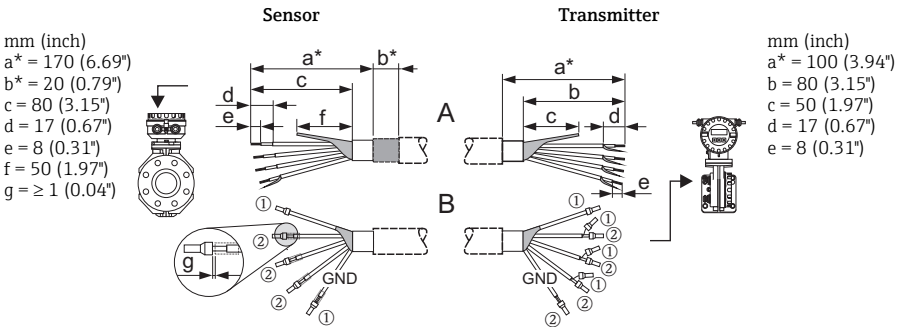 Sensor
Transmitter
mm (inch)
a* = 170 (6.69")
b* = 20 (0.79")
c = 80 (3.15")
d = 17 (0.67")
e = 8 (0.31")
f = 50 (1.97")
g = ≥ 1 (0.04")
a*
b*
c
d
e
f
A
a*
b
c
d
e
mm (inch)
a* = 100 (3.94")
b = 80 (3.15")
c = 50 (1.97")
d = 17 (0.67")
e = 8 (0.31")
B
①
②
②
②
①
g
GND
①
①
②
①
②
①
②
②
GND